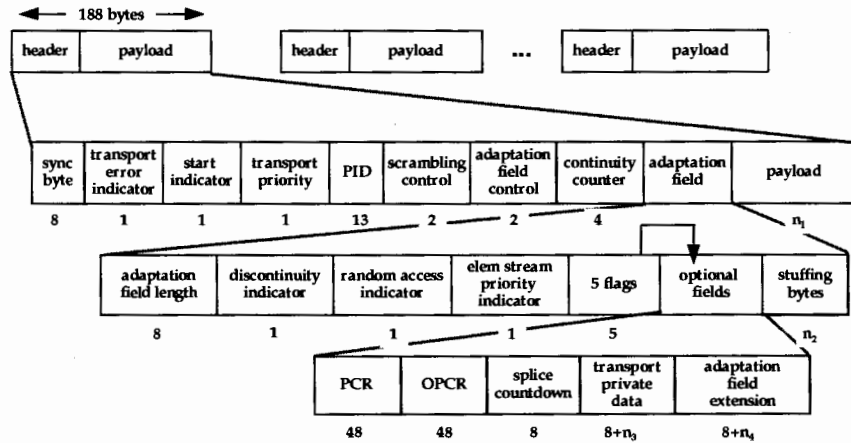 188 bytes
header payload header payload ... header payload
sync byte
transport error indicator
start indicator
transport priority
PID
scrambling control
adaptation field control
continuity counter
adaptation field
payload
8 1 1 1 13 2 2 4 n₁
adaptation field length
discontinuity indicator
random access indicator
elem stream priority indicator
5 flags
optional fields
stuffing bytes
8 1 1 1 5 n₂
PCR
OPCR
splice countdown
transport private data
adaptation field extension
48 48 8 8+n₃ 8+n₄